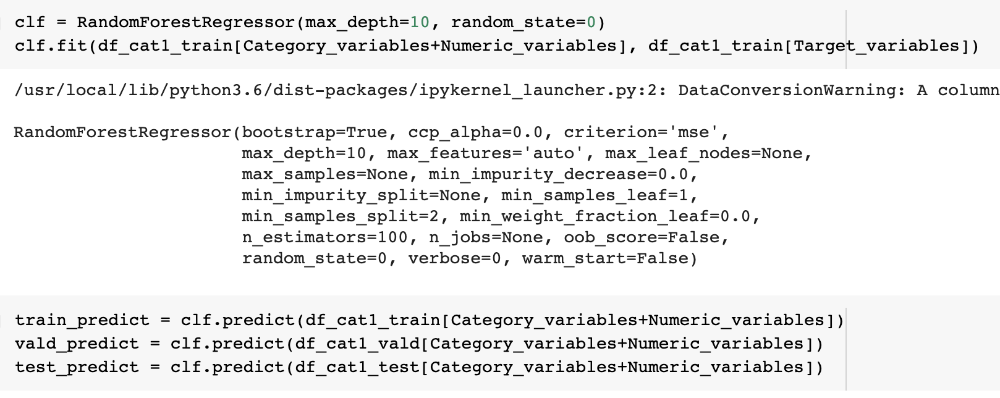 clf = RandomForestRegressor(max_depth=10, random_state=0)
clf.fit(df_cat1_train[Category_variables+Numeric_variables], df_cat1_train[Target_variables])
/usr/local/lib/python3.6/dist-packages/ipykernel_launcher.py:2: DataConversionWarning: A column
RandomForestRegressor(bootstrap=True, ccp_alpha=0.0, criterion='mse',
max_depth=10, max_features='auto', max_leaf_nodes=None,
max_samples=None, min_impurity_decrease=0.0,
min_impurity_split=None, min_samples_leaf=1,
min_samples_split=2, min_weight_fraction_leaf=0.0,
n_estimators=100, n_jobs=None, oob_score=False,
random_state=0, verbose=0, warm_start=False)
train_predict = clf.predict(df_cat1_train[Category_variables+Numeric_variables])
vald_predict = clf.predict(df_cat1_vald[Category_variables+Numeric_variables])
test_predict = clf.predict(df_cat1_test[Category_variables+Numeric_variables])